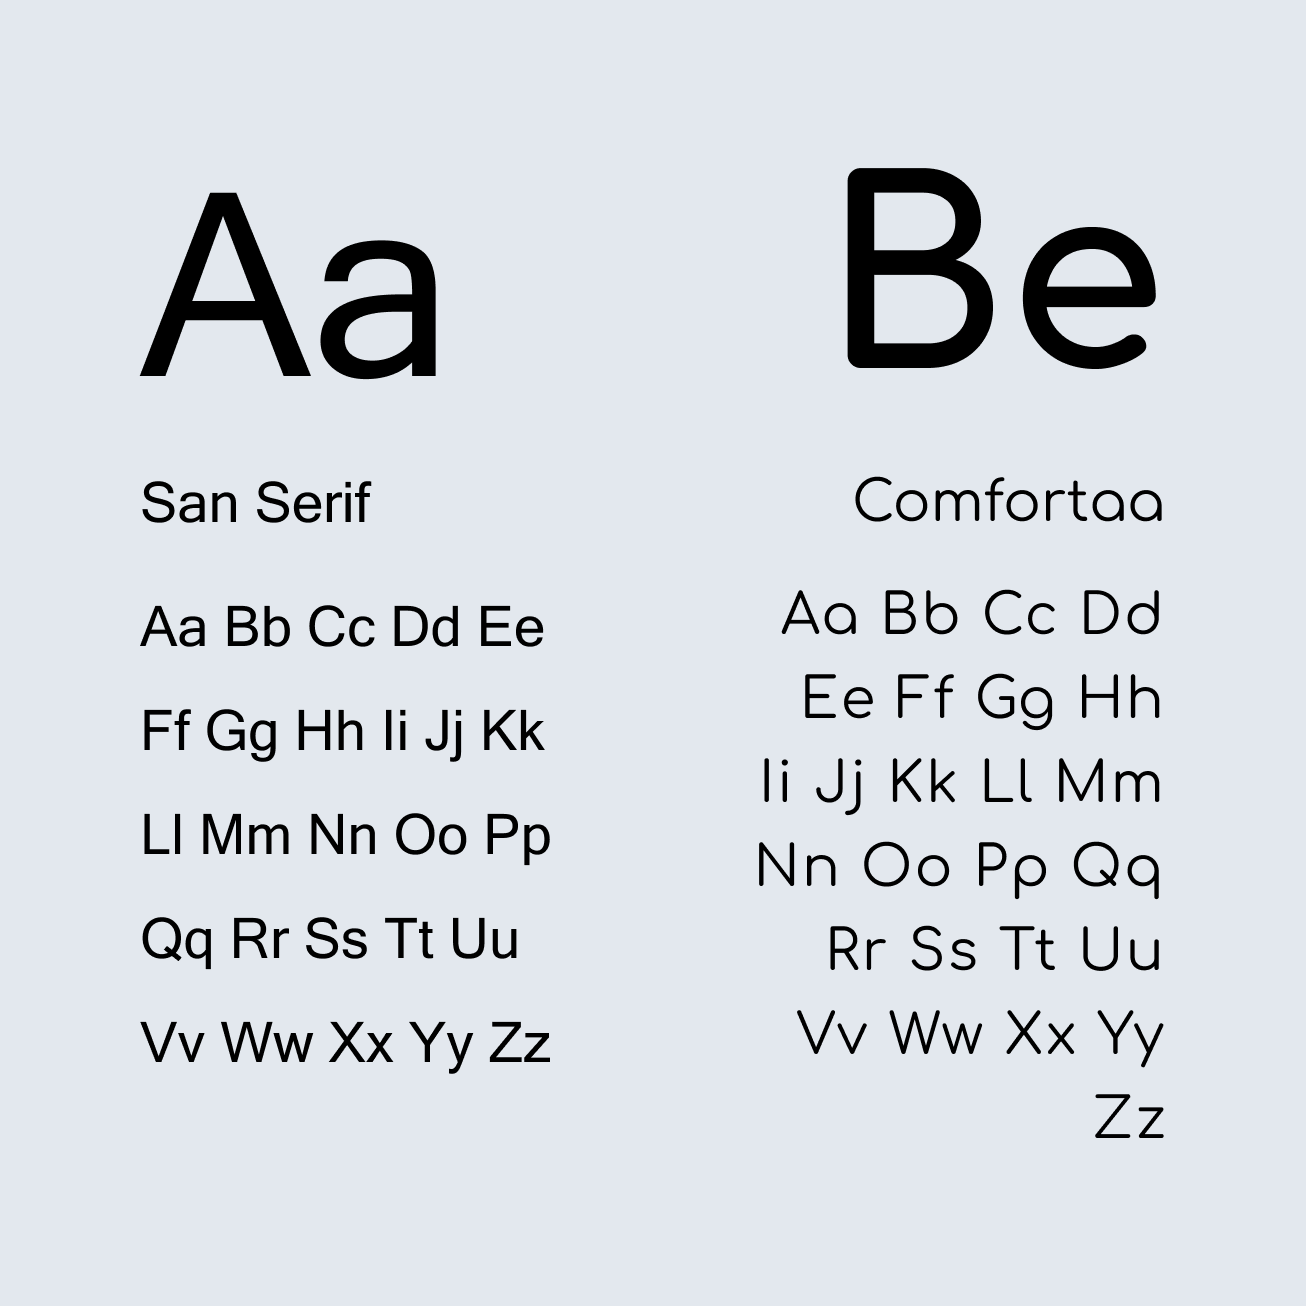 Aa
San Serif
Aa Bb Cc Dd Ee
Ff Gg Hh Ii Jj Kk
Ll Mm Nn Oo Pp
Qq Rr Ss Tt Uu
Vv Ww Xx Yy Zz
Be
Comfortaa
Aa Bb Cc Dd
Ee Ff Gg Hh
Ii Jj Kk Ll Mm
Nn Oo Pp Qq
Rr Ss Tt Uu
Vv Ww Xx Yy
Zz